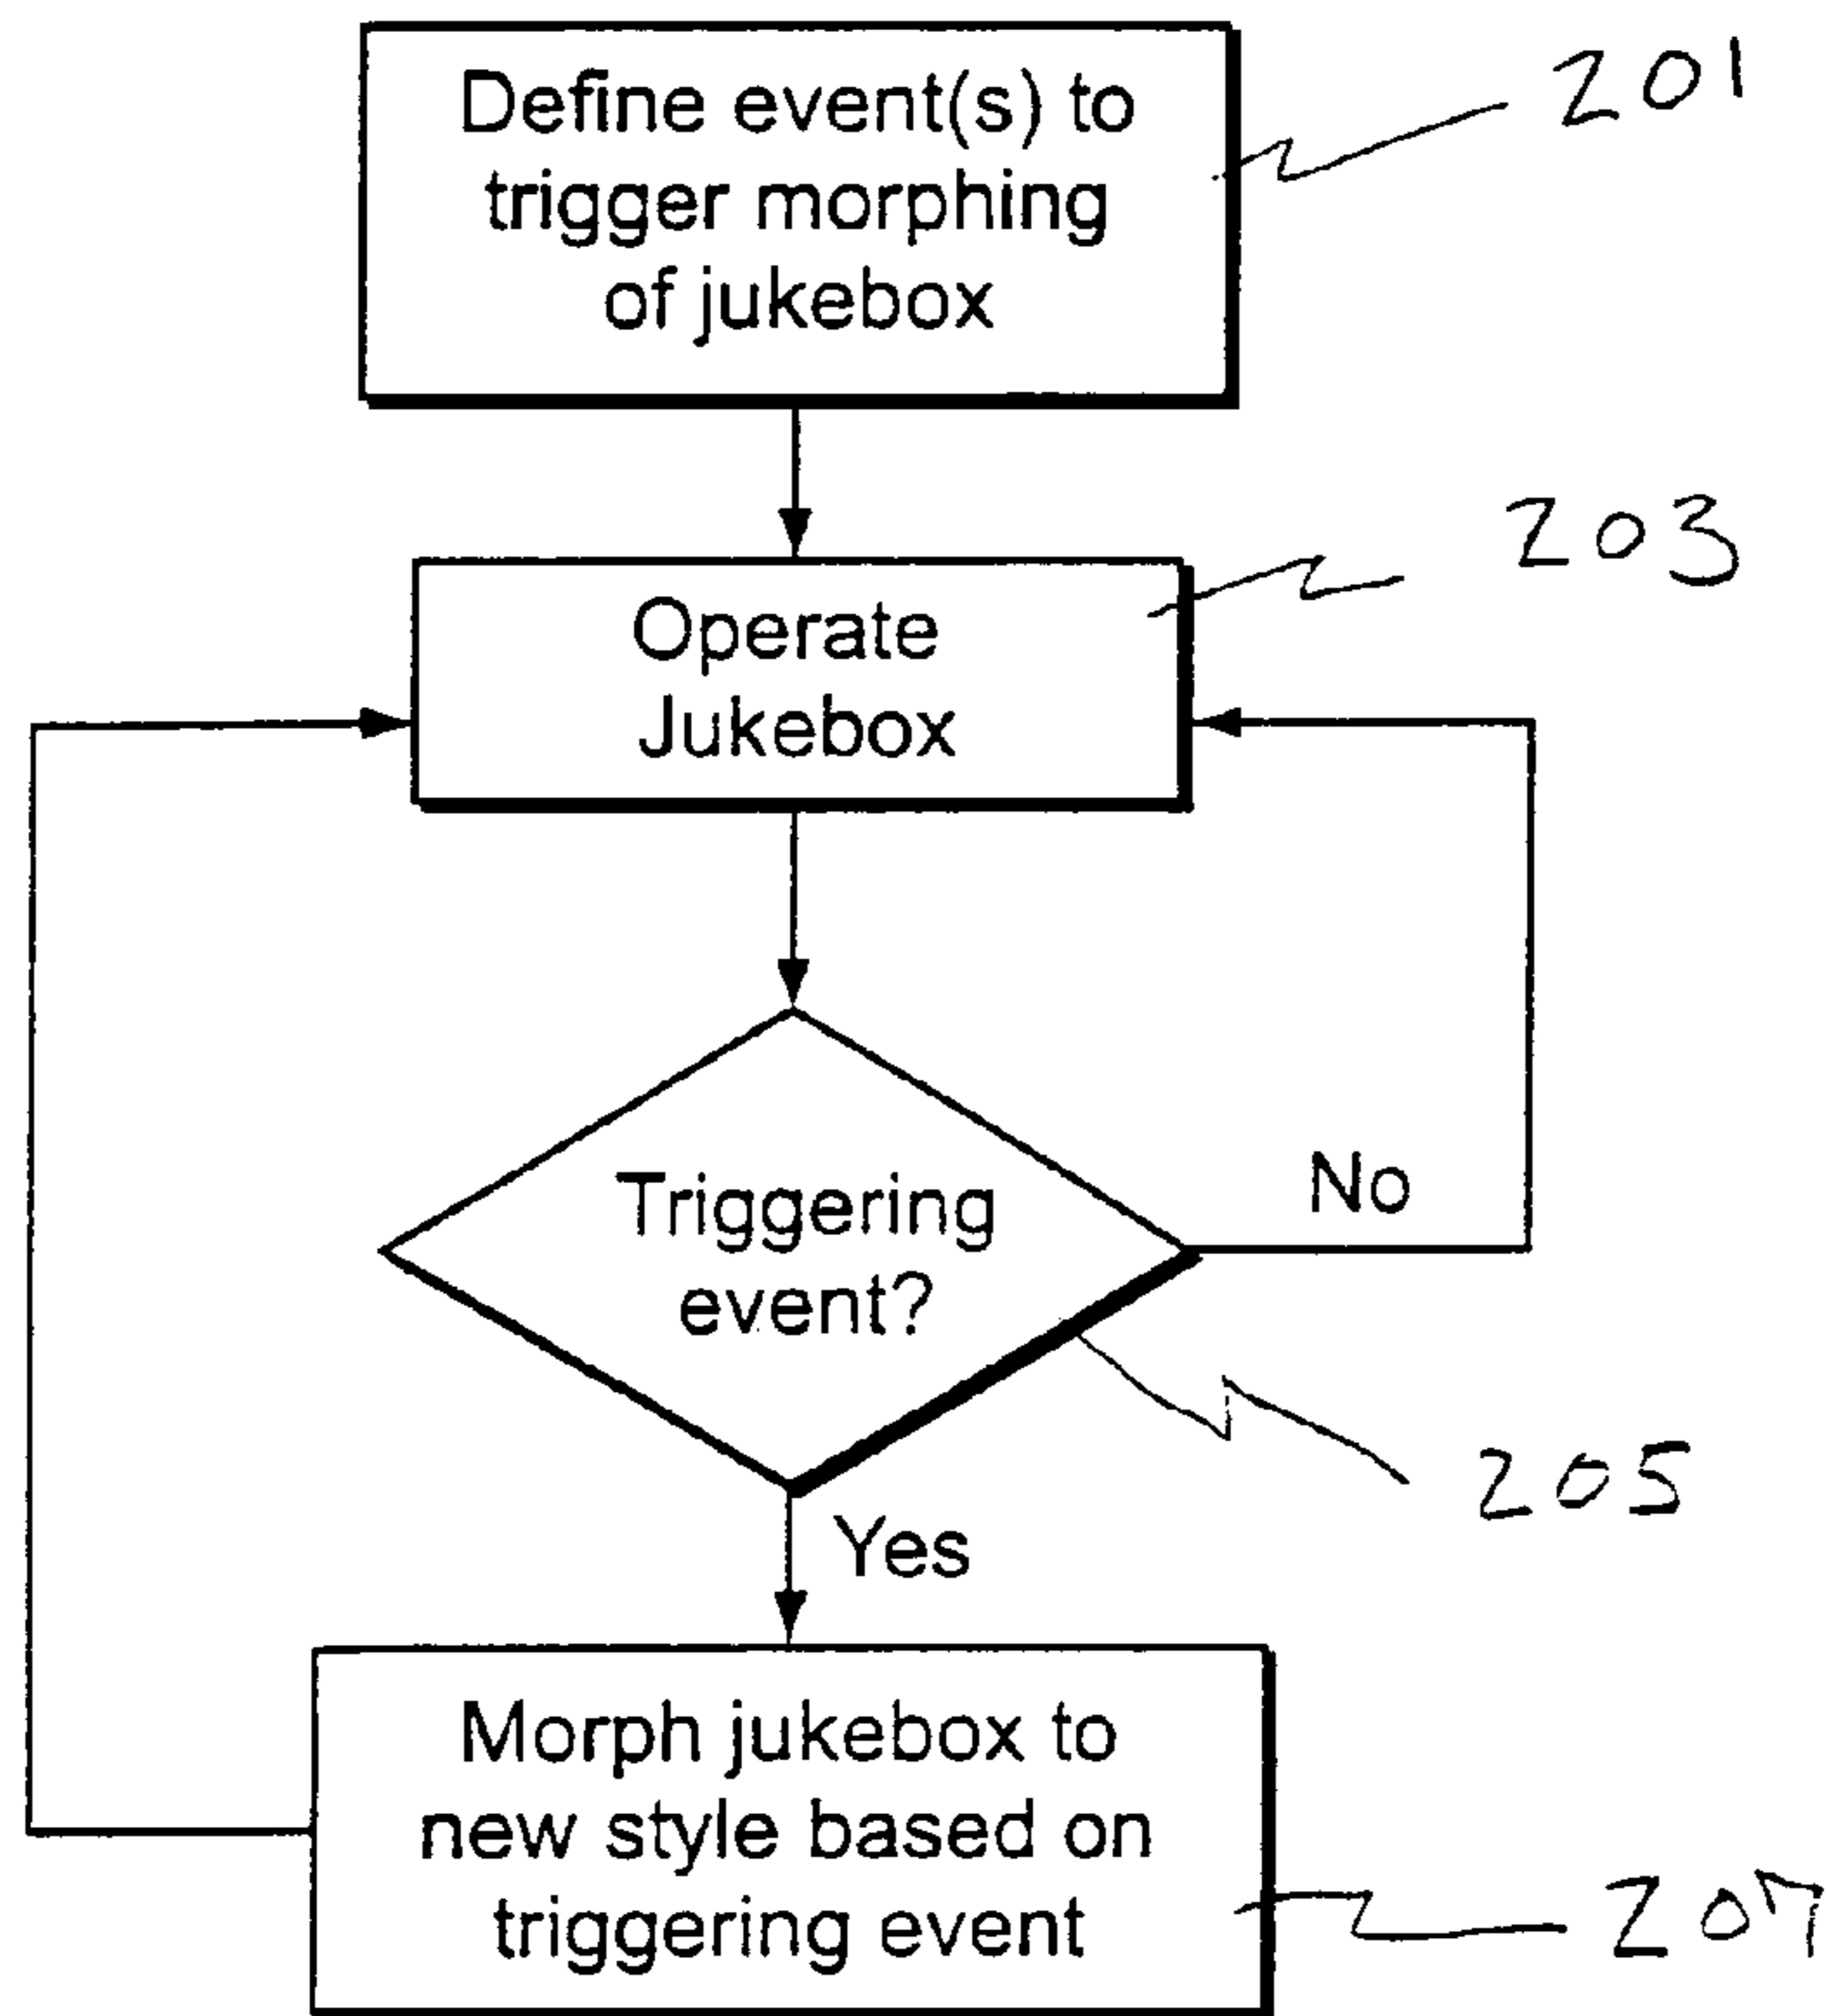 Define event(s) to
trigger morphing
of jukebox
201
Operate
Jukebox
203
Triggering
event?
No
205
Yes
Morph jukebox to
new style based on
triggering event
207